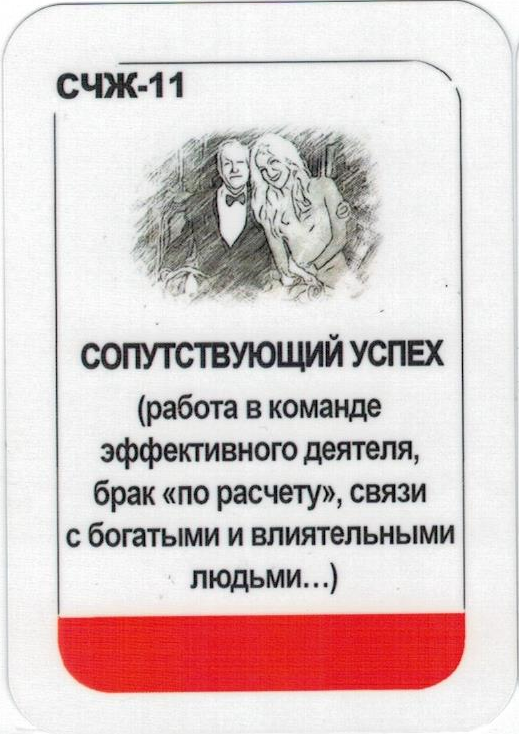 СЧЖ-11
СОПУТСТВУЮЩИЙ УСПЕХ
(работа в команде
эффективного деятеля,
брак «по расчету», связи
с богатыми и влиятельными
людьми...)